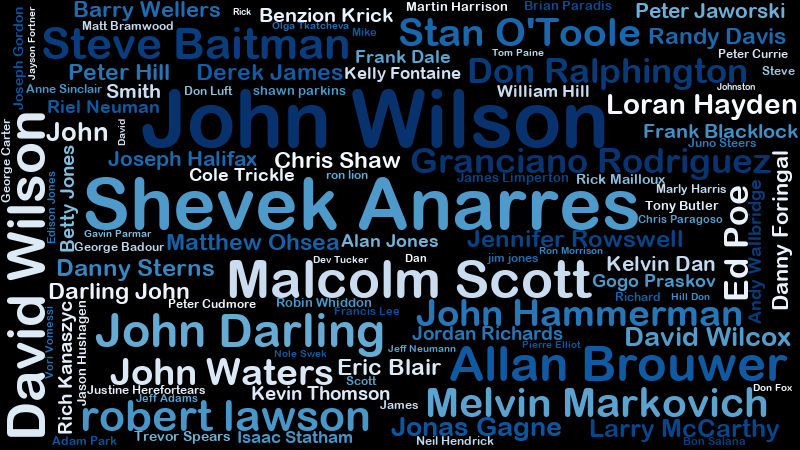 Barry Wellers
Rick
Benzion Krick
Martin Harrison
Brian Paradis
Peter Jaworski
Joseph Gordon
Jayson Fortner
Matt Bramwood
Olga Tkatcheva
Mike
Stan O'Toole
Randy Davis
Steve Baitman
Frank Dale
Tom Paine
Peter Currie
Peter Hill
Derek James
Kelly Fontaine
Don Ralphington
Steve
Anne Sinclair
Smith
Don Luft
shawn parkins
William Hill
Johnston
Riel Neuman
John Wilson
Loran Hayden
George Carter
John
David
Frank Blacklock
Juno Steers
Joseph Halifax
Chris Shaw
Granciano Rodriguez
David Wilson
Edison Jones
Betty Jones
Cole Trickle
ron lion
James Limperton
Rick Mailloux
Marly Harris
Shevek Anarres
Tony Butler
Chris Paragoso
Ed Poe
Andy Wallbridge
Danny Foringal
Gavin Parmar
George Badour
Matthew Ohsea
Alan Jones
Jennifer Rowswell
Ron Morrison
Danny Sterns
Dev Tucker
Dan
jim jones
Kelvin Dan
Malcolm Scott
Gogo Praskov
Darling John
Peter Cudmore
Robin Whiddon
Francis Lee
Richard
Hill Don
Vori Vomessi
Rich Kanaszyc
Jason Hushagen
John Darling
John Hammerman
Jordan Richards
David Wilcox
Nole Swek
Jeff Neumann
Pierre Elliot
John Waters
Eric Blair
Allan Brouwer
Scott
Justine Herefortears
Jeff Adams
Kevin Thomson
Don Fox
robert lawson
James
Melvin Markovich
Adam Park
Trevor Spears
Isaac Statham
Jonas Gagne
Neil Hendrick
Larry McCarthy
Bon Salana